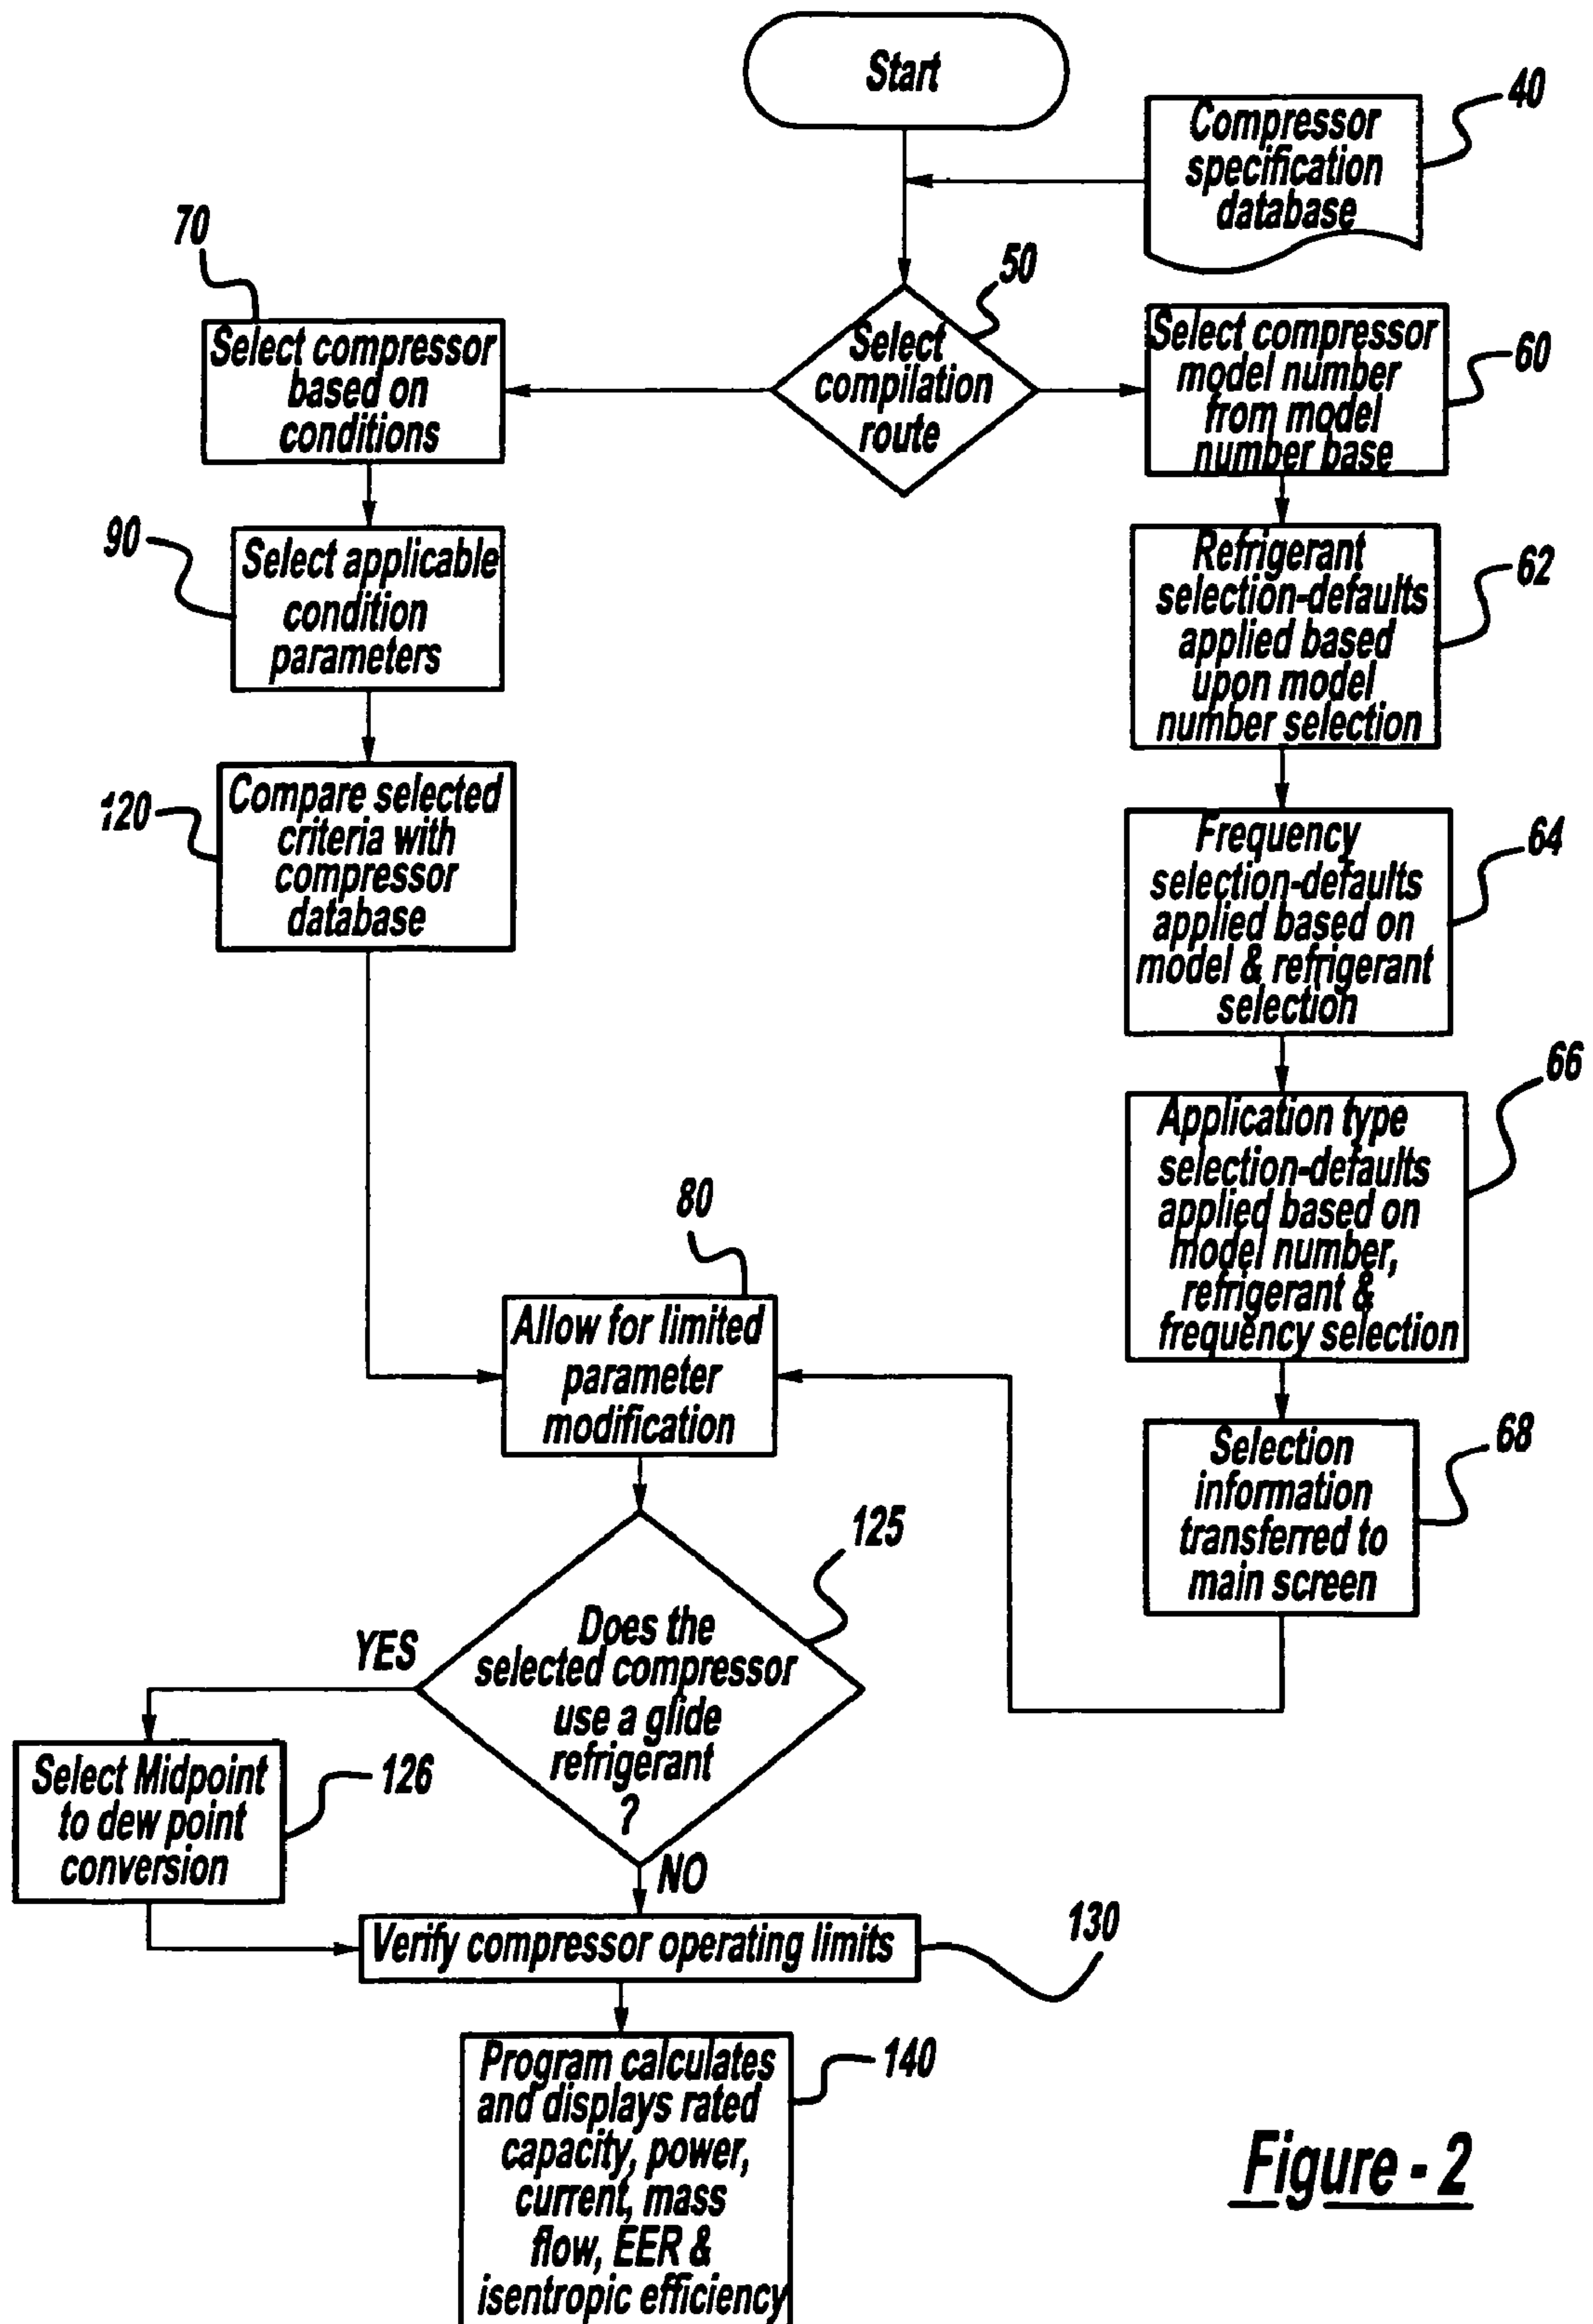 Start
40
Compressor
specification
database
50
Select
compilation
route
70
Select compressor
based on
conditions
90
Select applicable
condition
parameters
120
Compare selected
criteria with
compressor
database
Select compressor
model number
from model
number base
60
Refrigerant
selection-defaults
applied based
upon model
number selection
62
Frequency
selection-defaults
applied based on
model & refrigerant
selection
64
Application type
selection-defaults
applied based on
model number,
refrigerant &
frequency selection
66
Selection
information
transferred to
main screen
68
80
Allow for limited
parameter
modification
125
Does the
selected compressor
use a glide
refrigerant
?
YES
Select Midpoint
to dew point
conversion
126
NO
Verify compressor operating limits
130
Program calculates
and displays rated
capacity, power,
current, mass
flow, EER &
isentropic efficiency
140
Figure - 2